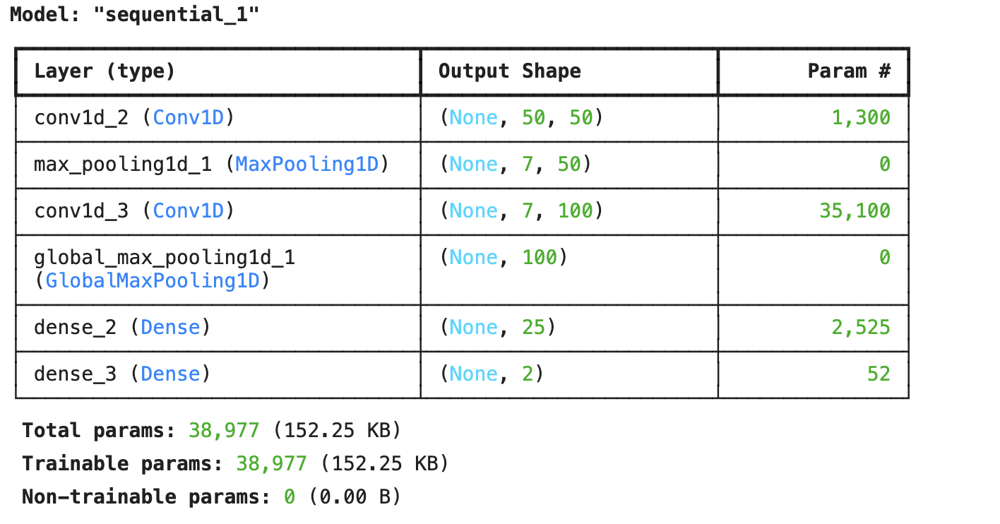 Model: "sequential_1"
Layer (type) Output Shape Param #
conv1d_2 (Conv1D) (None, 50, 50) 1,300
max_pooling1d_1 (MaxPooling1D) (None, 7, 50) 0
conv1d_3 (Conv1D) (None, 7, 100) 35,100
global_max_pooling1d_1 (None, 100) 0
(GlobalMaxPooling1D)
dense_2 (Dense) (None, 25) 2,525
dense_3 (Dense) (None, 2) 52
Total params: 38,977 (152.25 KB)
Trainable params: 38,977 (152.25 KB)
Non-trainable params: 0 (0.00 B)